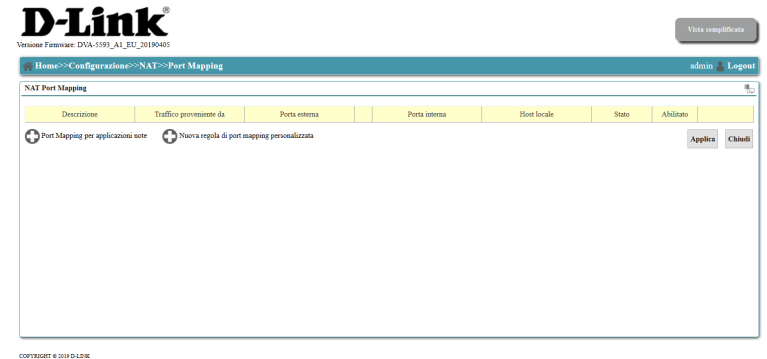 D-Link®
Vista semplificata
Versione Firmware: DVA-5593_A1_EU_20190405
Home>>Configurazione>>NAT>>Port Mapping admin Logout
NAT Port Mapping
Descrizione Traffico proveniente da Porta esterna Porta interna Host locale Stato Abilitato
Port Mapping per applicazioni note Nuova regola di port mapping personalizzata Applica Chiudi
COPYRIGHT © 2019 D-LINK